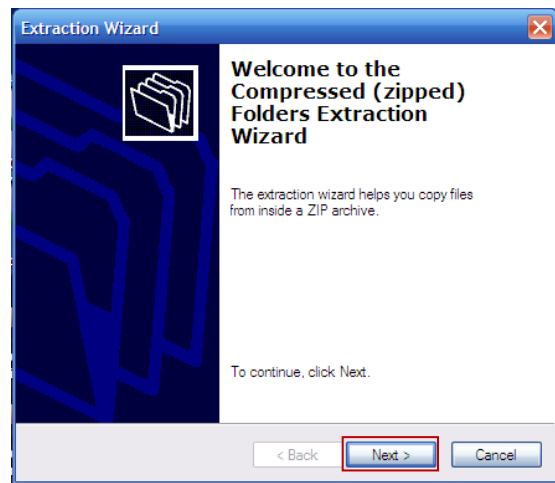 Extraction Wizard
Welcome to the
Compressed (zipped)
Folders Extraction
Wizard
The extraction wizard helps you copy files
from inside a ZIP archive.
To continue, click Next.
< Back
Next >
Cancel